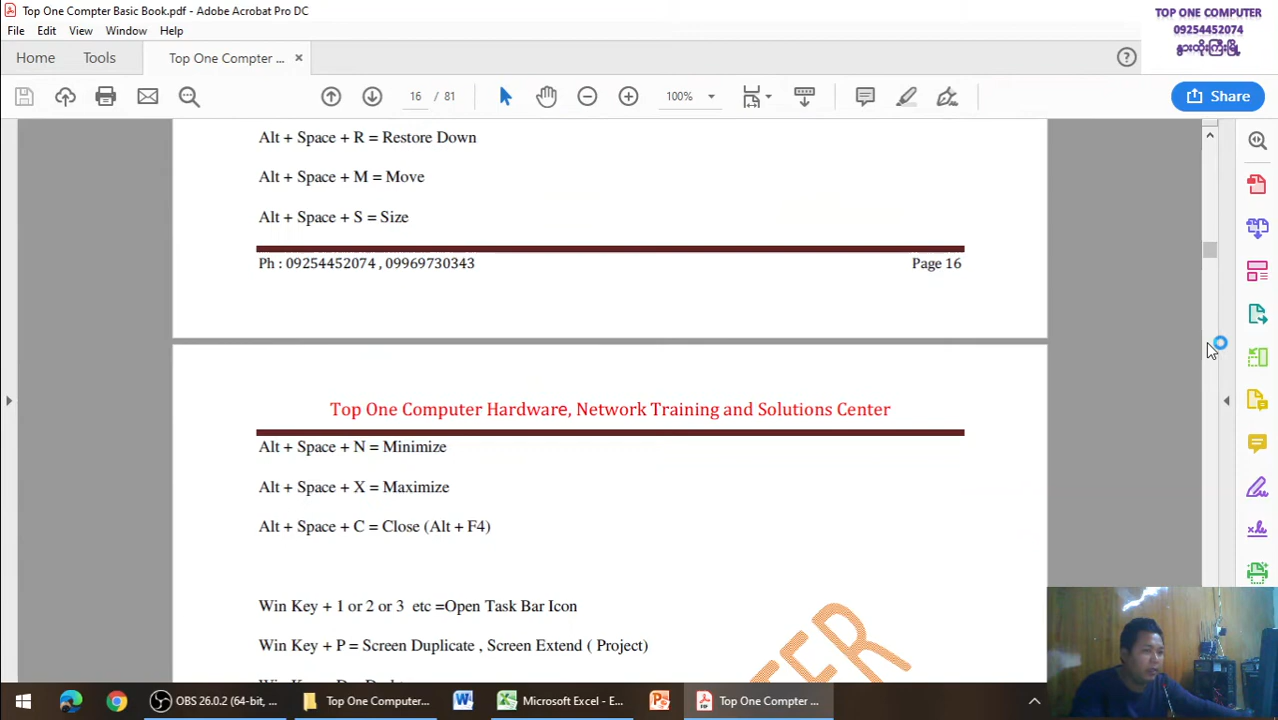 Top One Compter Basic Book.pdf - Adobe Acrobat Pro DC
File Edit View Window Help
TOP ONE COMPUTER
09254452074
နွားထိုးကြီးမြို့
Home Tools Top One Compter ...
16 / 81 100% Share
Alt + Space + R = Restore Down
Alt + Space + M = Move
Alt + Space + S = Size
Ph : 09254452074 , 09969730343 Page 16
Top One Computer Hardware, Network Training and Solutions Center
Alt + Space + N = Minimize
Alt + Space + X = Maximize
Alt + Space + C = Close (Alt + F4)
Win Key + 1 or 2 or 3 etc =Open Task Bar Icon
Win Key + P = Screen Duplicate , Screen Extend ( Project)
OBS 26.0.2 (64-bit, ... Top One Computer... Microsoft Excel - E... Top One Compter ...